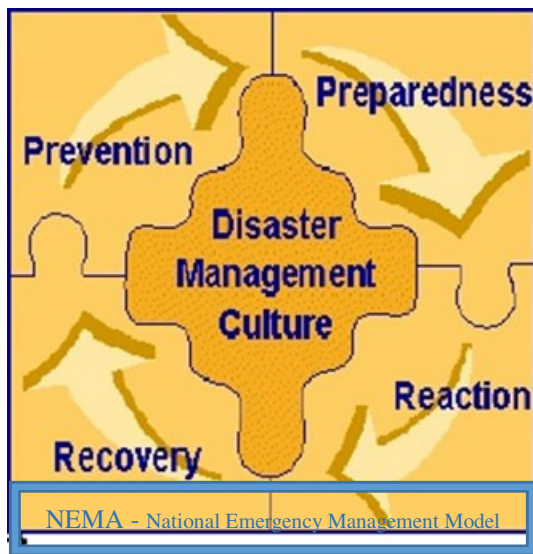 Preparedness
Prevention
Disaster
Management
Culture
Reaction
Recovery
NEMA - National Emergency Management Model